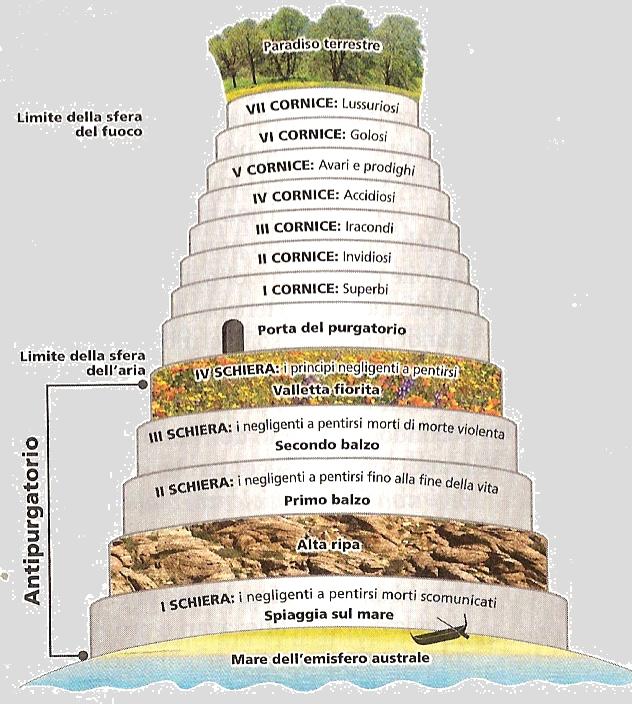 Paradiso terrestre
VII CORNICE: Lussuriosi
Limite della sfera
del fuoco
VI CORNICE: Golosi
V CORNICE: Avari e prodighi
IV CORNICE: Accidiosi
III CORNICE: Iracondi
II CORNICE: Invidiosi
I CORNICE: Superbi
Porta del purgatorio
Limite della sfera
dell'aria
IV SCHIERA: i principi negligenti a pentirsi
Valletta fiorita
III SCHIERA: i negligenti a pentirsi morti di morte violenta
Secondo balzo
II SCHIERA: i negligenti a pentirsi fino alla fine della vita
Primo balzo
Antipurgatorio
Alta ripa
I SCHIERA: i negligenti a pentirsi morti scomunicati
Spiaggia sul mare
Mare dell'emisfero australe